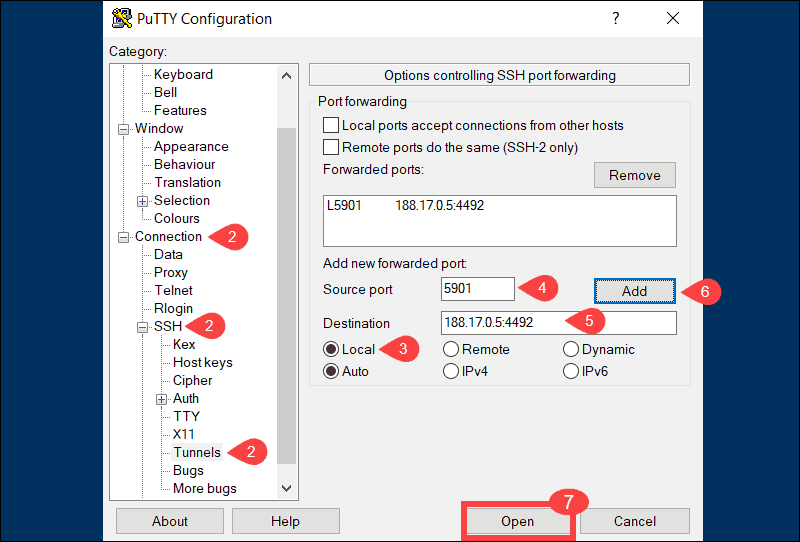 PuTTY Configuration
?
Category:
Keyboard
Bell
Features
Window
Appearance
Behaviour
Translation
Selection
Colours
Connection 2
Data
Proxy
Telnet
Rlogin
SSH 2
Kex
Host keys
Cipher
Auth
TTY
X11
Tunnels 2
Bugs
More bugs
Options controlling SSH port forwarding
Port forwarding
Local ports accept connections from other hosts
Remote ports do the same (SSH-2 only)
Forwarded ports:
Remove
L5901 188.17.0.5:4492
Add new forwarded port:
Source port 5901 4 Add 6
Destination 188.17.0.5:4492 5
Local 3 Remote Dynamic
Auto IPv4 IPv6
7
About Help Open Cancel